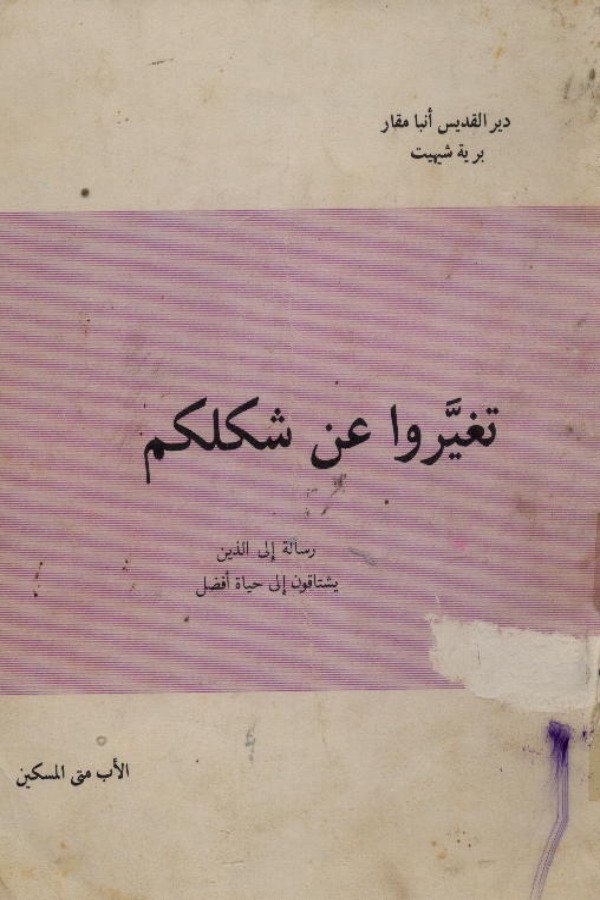 دير القديس أنبا مقار
برية شيهيت
تغيَّروا عن شكلكم
رسالة إلى الذين
يشتاقون إلى حياة أفضل
الأب متى المسكين